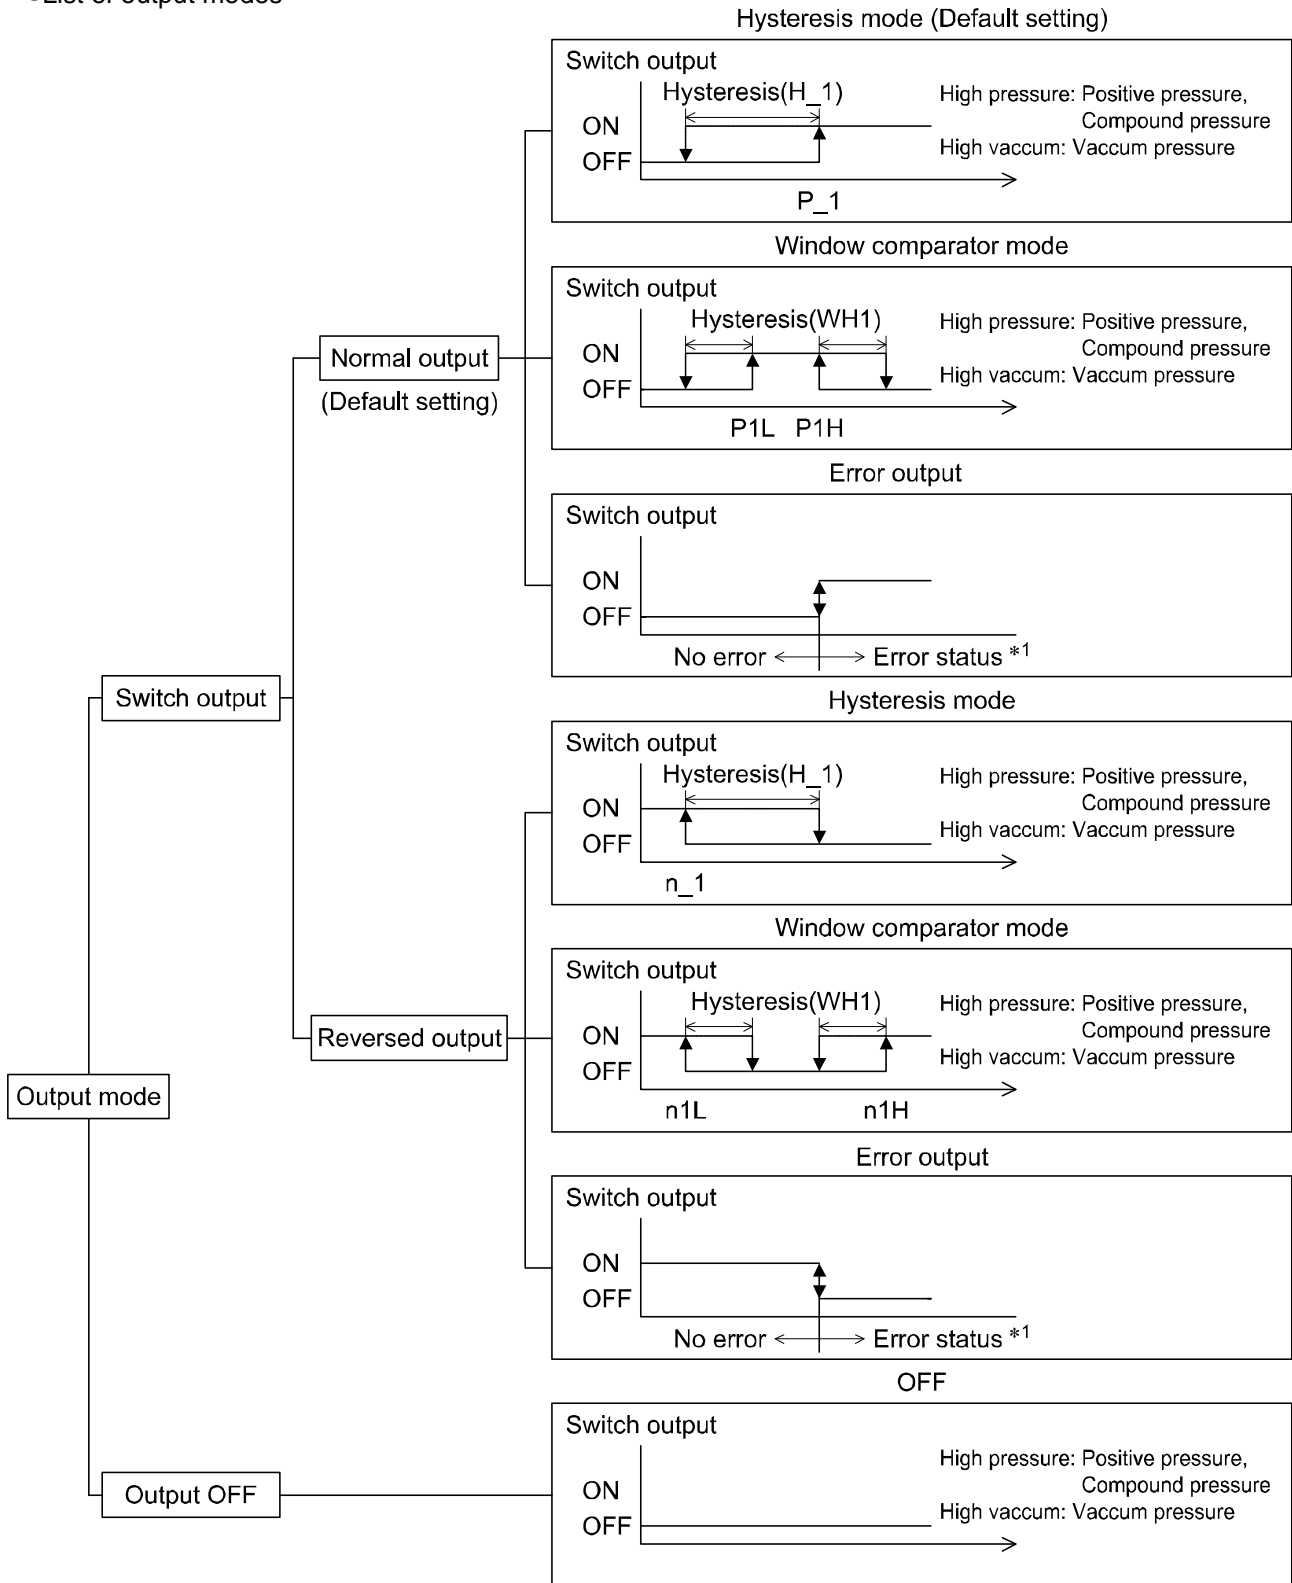 List of output modes
Hysteresis mode (Default setting)
Switch output
Hysteresis(H_1)
ON
OFF
P_1
High pressure: Positive pressure,
Compound pressure
High vaccum: Vaccum pressure
Window comparator mode
Switch output
Hysteresis(WH1)
ON
OFF
P1L P1H
High pressure: Positive pressure,
Compound pressure
High vaccum: Vaccum pressure
Normal output
(Default setting)
Error output
Switch output
ON
OFF
No error Error status *1
Switch output
Hysteresis mode
Switch output
Hysteresis(H_1)
ON
OFF
n_1
High pressure: Positive pressure,
Compound pressure
High vaccum: Vaccum pressure
Window comparator mode
Switch output
Hysteresis(WH1)
ON
OFF
n1L n1H
High pressure: Positive pressure,
Compound pressure
High vaccum: Vaccum pressure
Reversed output
Output mode
Error output
Switch output
ON
OFF
No error Error status *1
OFF
Switch output
ON
OFF
High pressure: Positive pressure,
Compound pressure
High vaccum: Vaccum pressure
Output OFF